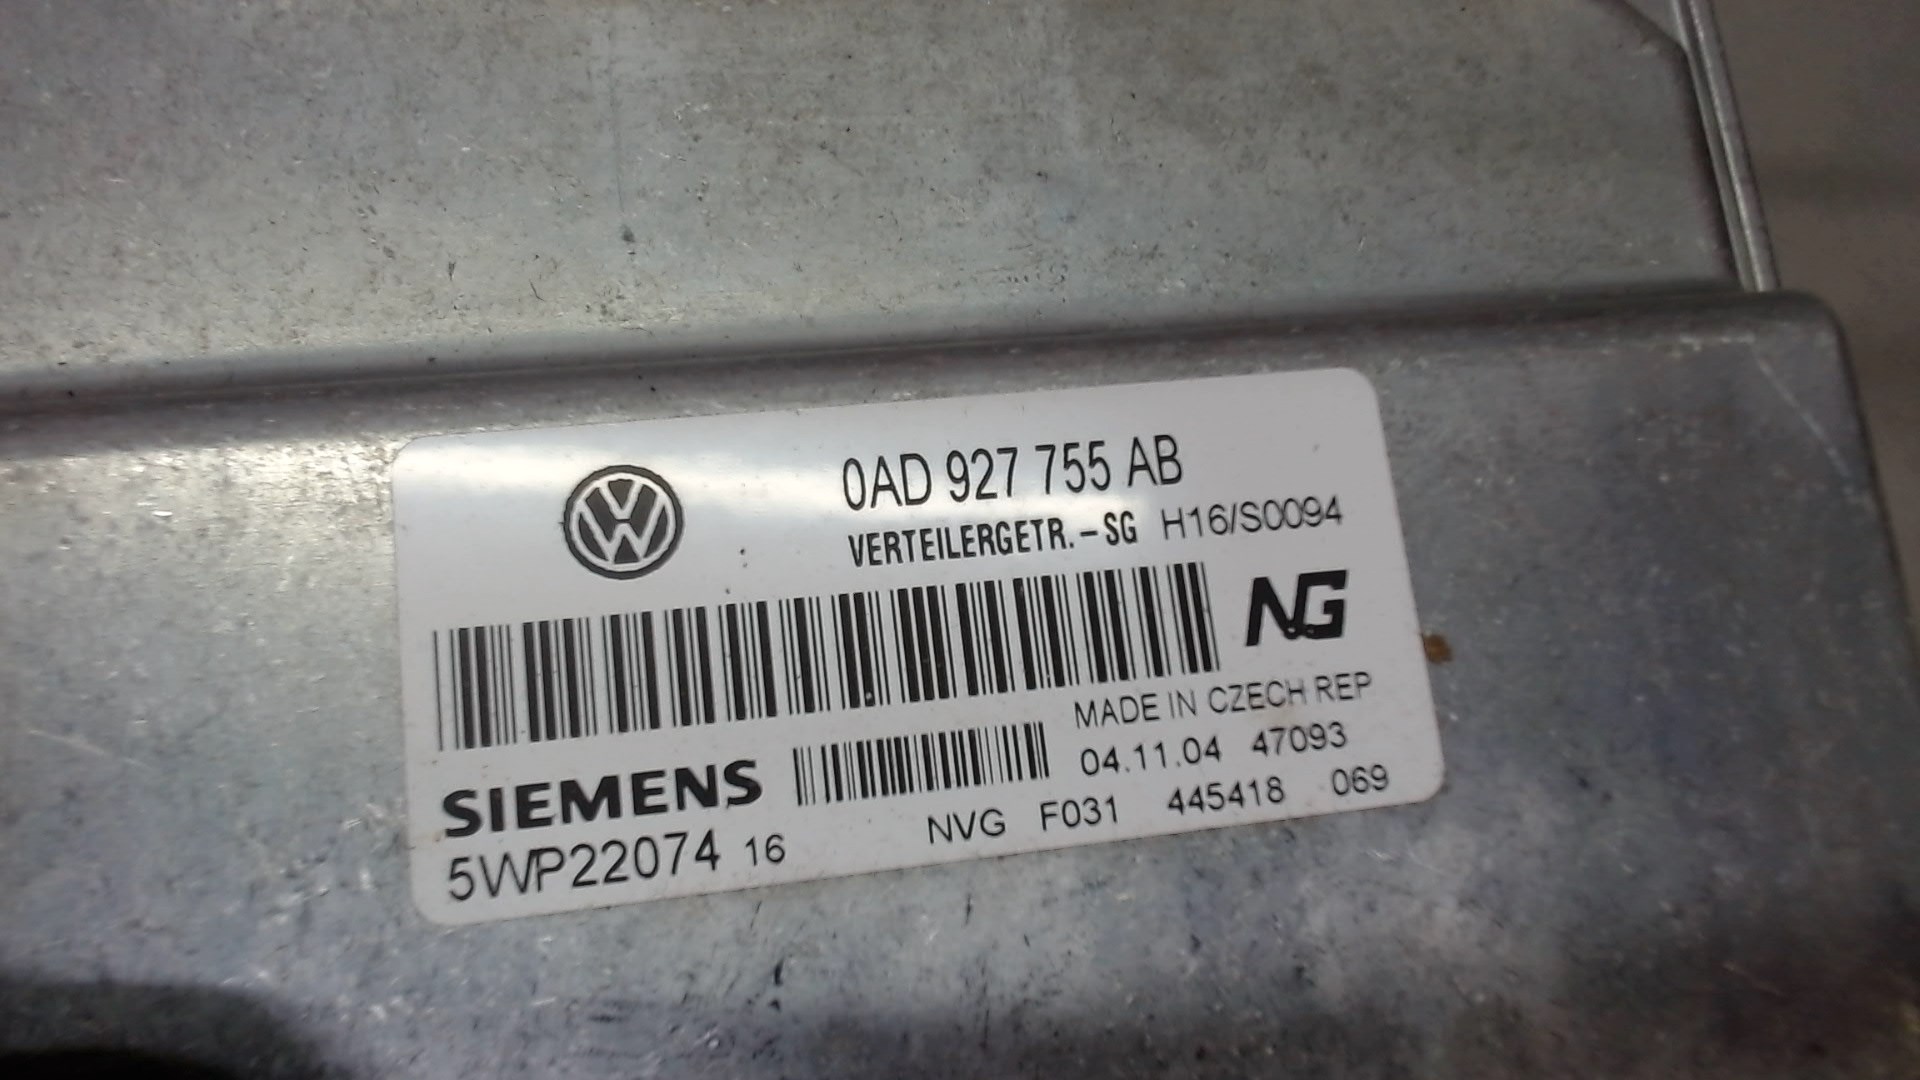 0AD 927 755 AB
VERTEILERGETR.-SG H16/S0094
NG
MADE IN CZECH REP
SIEMENS 04.11.04 47093
5WP22074 16 NVG F031 445418 069